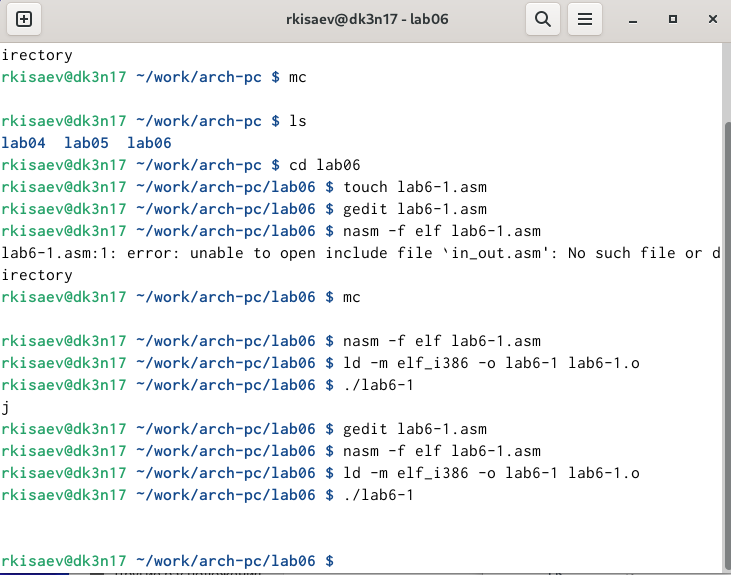 rkisaev@dk3n17 - lab06
irectory
rkisaev@dk3n17 ~/work/arch-pc $ mc
rkisaev@dk3n17 ~/work/arch-pc $ ls
lab04  lab05  lab06
rkisaev@dk3n17 ~/work/arch-pc $ cd lab06
rkisaev@dk3n17 ~/work/arch-pc/lab06 $ touch lab6-1.asm
rkisaev@dk3n17 ~/work/arch-pc/lab06 $ gedit lab6-1.asm
rkisaev@dk3n17 ~/work/arch-pc/lab06 $ nasm -f elf lab6-1.asm
lab6-1.asm:1: error: unable to open include file `in_out.asm': No such file or d
irectory
rkisaev@dk3n17 ~/work/arch-pc/lab06 $ mc
rkisaev@dk3n17 ~/work/arch-pc/lab06 $ nasm -f elf lab6-1.asm
rkisaev@dk3n17 ~/work/arch-pc/lab06 $ ld -m elf_i386 -o lab6-1 lab6-1.o
rkisaev@dk3n17 ~/work/arch-pc/lab06 $ ./lab6-1
j
rkisaev@dk3n17 ~/work/arch-pc/lab06 $ gedit lab6-1.asm
rkisaev@dk3n17 ~/work/arch-pc/lab06 $ nasm -f elf lab6-1.asm
rkisaev@dk3n17 ~/work/arch-pc/lab06 $ ld -m elf_i386 -o lab6-1 lab6-1.o
rkisaev@dk3n17 ~/work/arch-pc/lab06 $ ./lab6-1
rkisaev@dk3n17 ~/work/arch-pc/lab06 $